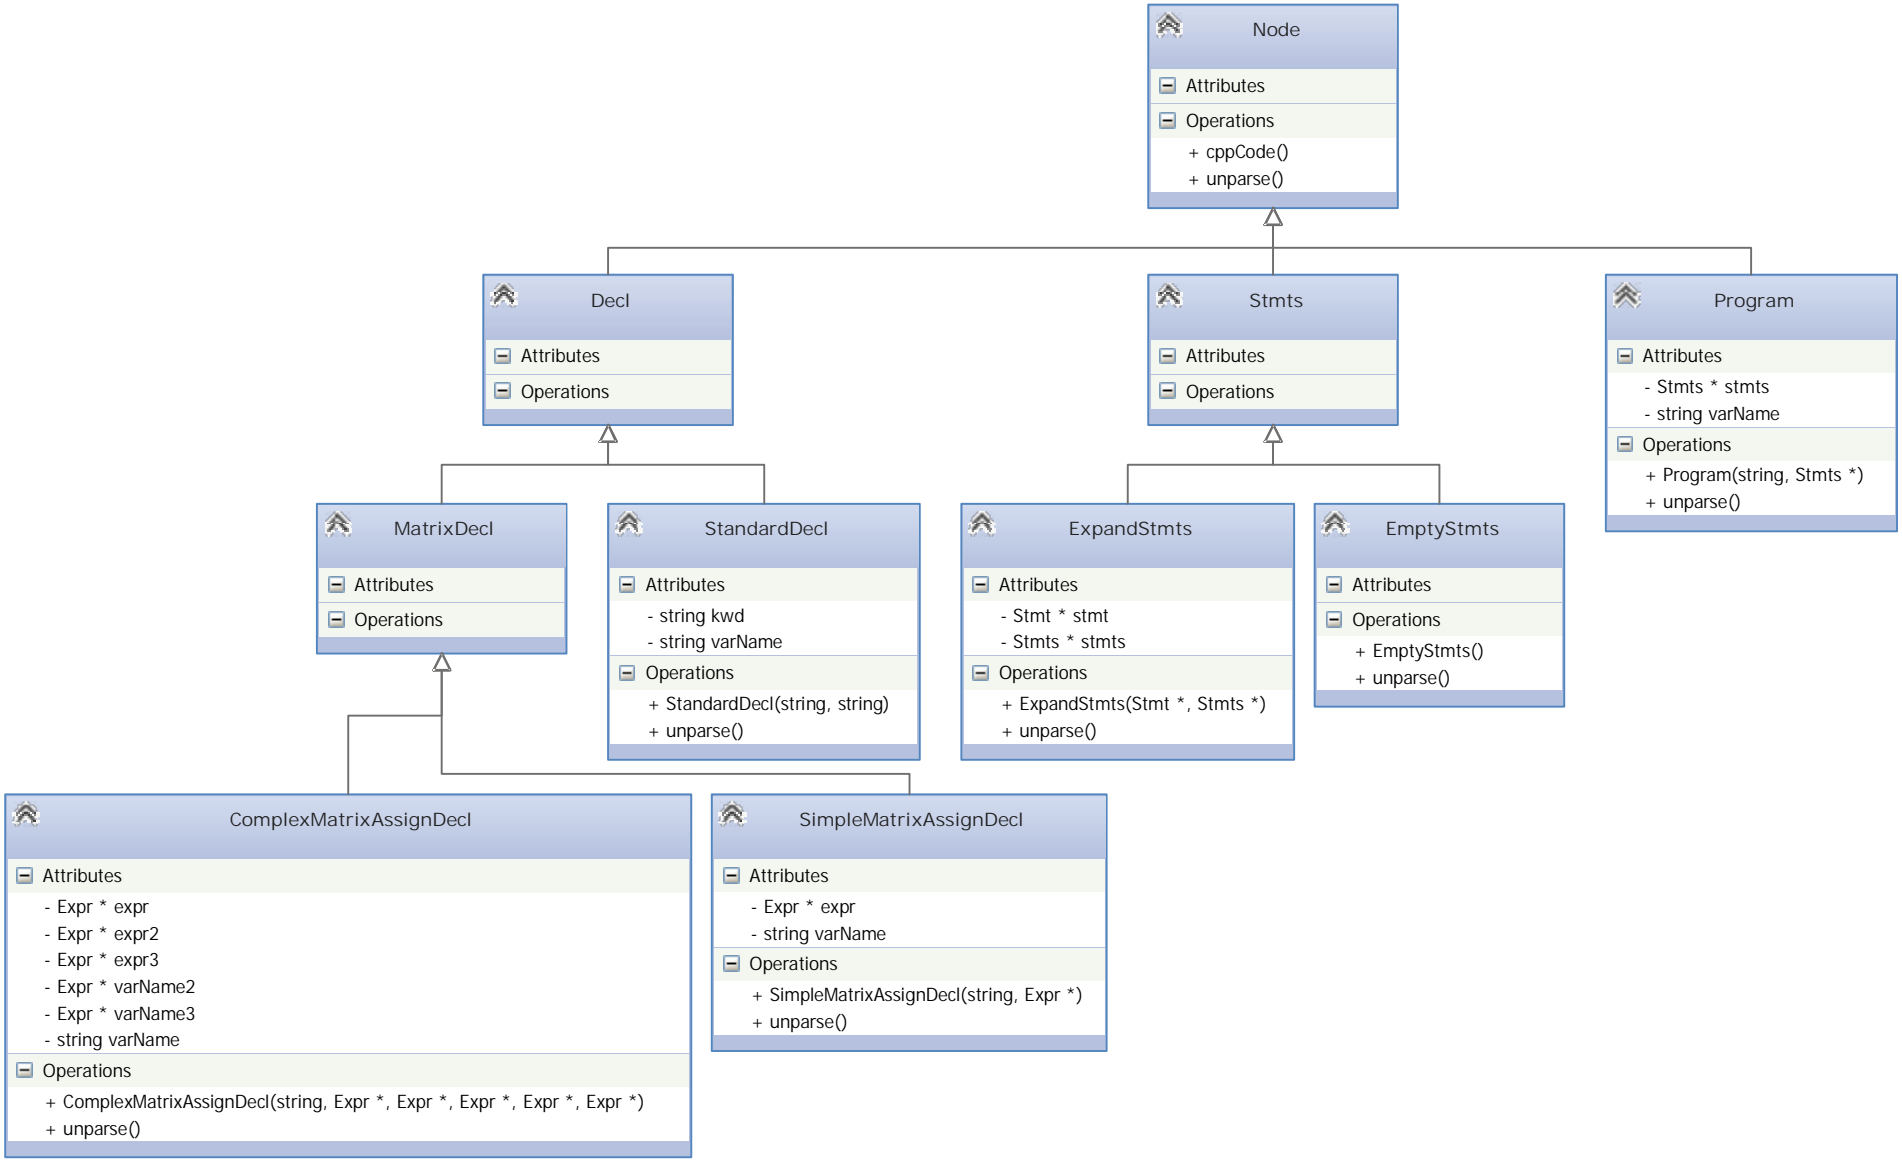 Node
Attributes
Operations
+ cppCode()
+ unparse()
Decl
Attributes
Operations
Stmts
Attributes
Operations
Program
Attributes
- Stmts * stmts
- string varName
Operations
+ Program(string, Stmts *)
+ unparse()
MatrixDecl
Attributes
Operations
StandardDecl
Attributes
- string kwd
- string varName
Operations
+ StandardDecl(string, string)
+ unparse()
ExpandStmts
Attributes
- Stmt * stmt
- Stmts * stmts
Operations
+ ExpandStmts(Stmt *, Stmts *)
+ unparse()
EmptyStmts
Attributes
Operations
+ EmptyStmts()
+ unparse()
ComplexMatrixAssignDecl
Attributes
- Expr * expr
- Expr * expr2
- Expr * expr3
- Expr * varName2
- Expr * varName3
- string varName
Operations
+ ComplexMatrixAssignDecl(string, Expr *, Expr *, Expr *, Expr *, Expr *)
+ unparse()
SimpleMatrixAssignDecl
Attributes
- Expr * expr
- string varName
Operations
+ SimpleMatrixAssignDecl(string, Expr *)
+ unparse()